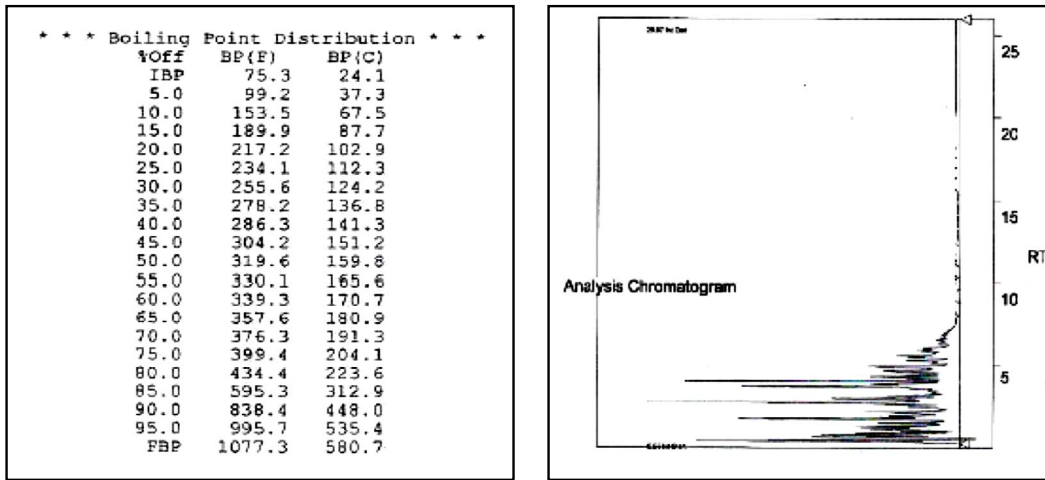 * * * Boiling Point Distribution * * *
%Off BP(F) BP(C)
IBP 75.3 24.1
5.0 99.2 37.3
10.0 153.5 67.5
15.0 189.9 87.7
20.0 217.2 102.9
25.0 234.1 112.3
30.0 255.6 124.2
35.0 278.2 136.8
40.0 286.3 141.3
45.0 304.2 151.2
50.0 319.6 159.8
55.0 330.1 165.6
60.0 339.3 170.7
65.0 357.6 180.9
70.0 376.3 191.3
75.0 399.4 204.1
80.0 434.4 223.6
85.0 595.3 312.9
90.0 838.4 448.0
95.0 995.7 535.4
FBP 1077.3 580.7
25
20
15
RT
Analysis Chromatogram
10
5